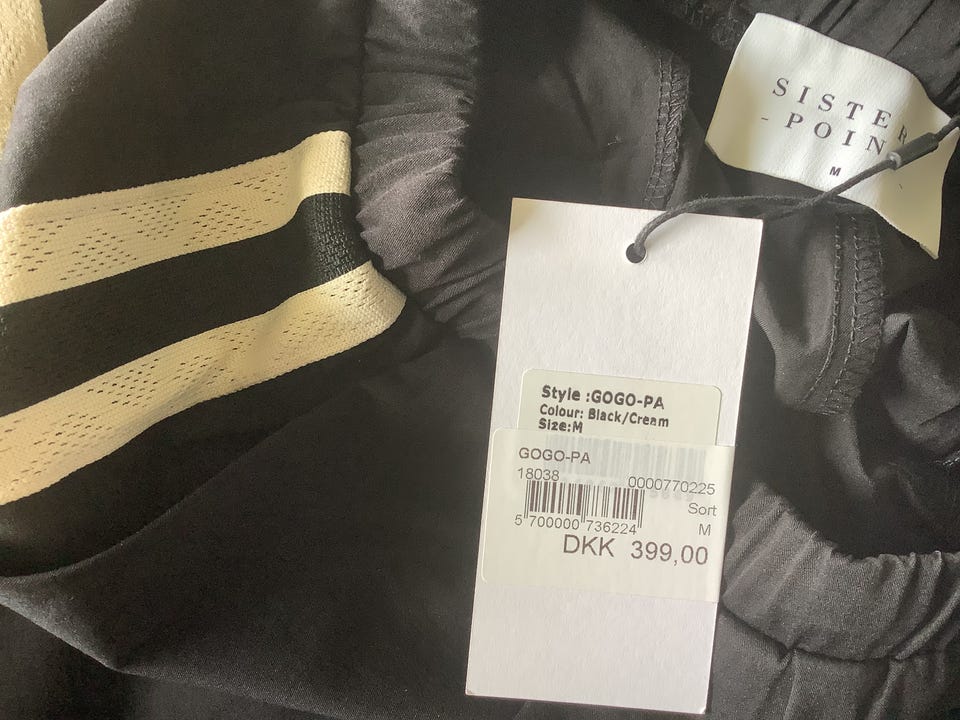 SISTE
- POIN
M
Style :GOGO-PA
Colour: Black/Cream
Size:M
GOGO-PA
18038 0000770225
Sort
5 700000 736224 M
DKK 399,00